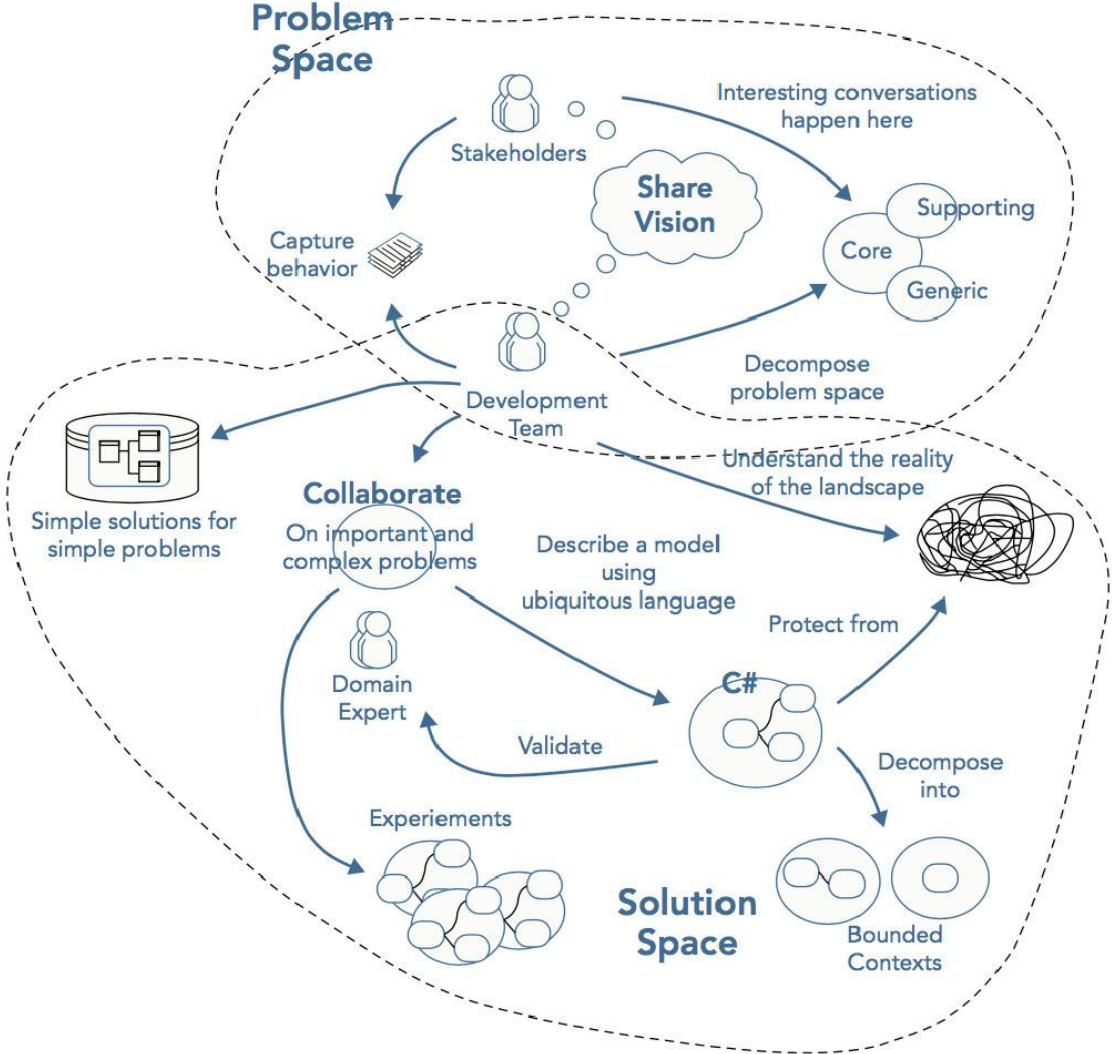 Problem
Space
Interesting conversations
happen here
Stakeholders
Share
Vision
Supporting
Core
Capture
behavior
Generic
Decompose
problem space
Development
Team
Understand the reality
of the landscape
Collaborate
On important and
complex problems
Simple solutions for
simple problems
Describe a model
using
ubiquitous language
Protect from
C#
Domain
Expert
Validate
Decompose
into
Experiements
Solution
Space
Bounded
Contexts